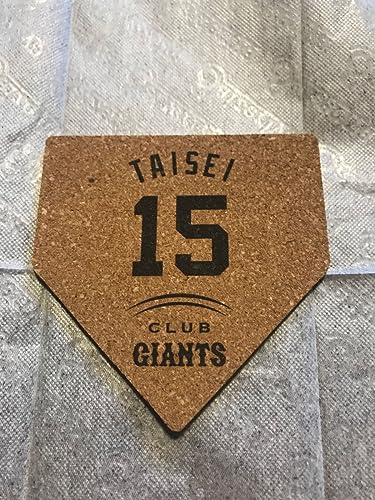 TAISEI
15
CLUB
GIANTS